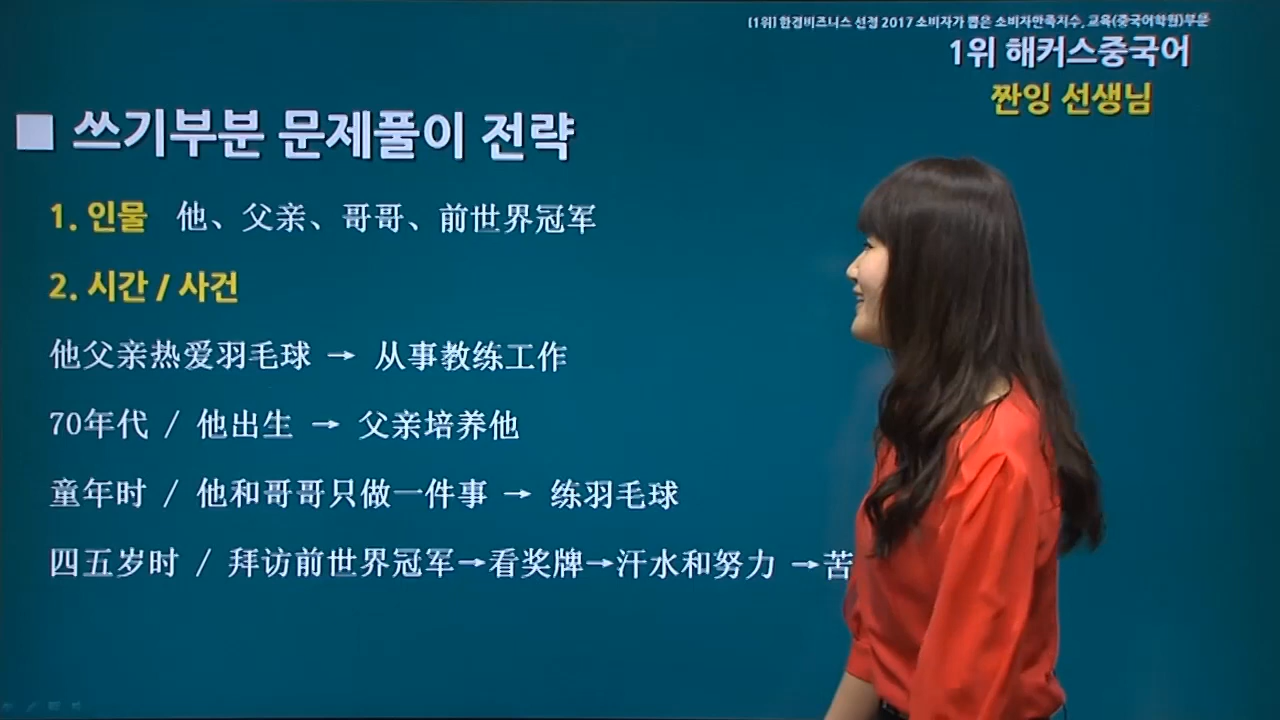 [1위] 한경비즈니스 선정 2017 소비자가 뽑은 소비자만족지수, 교육(중국어학원)부문
1위 해커스중국어
짠잉 선생님
■ 쓰기부분 문제풀이 전략
1. 인물 他、父亲、哥哥、前世界冠军
2. 시간 / 사건
他父亲热爱羽毛球 → 从事教练工作
70年代 / 他出生 → 父亲培养他
童年时 / 他和哥哥只做一件事 → 练羽毛球
四五岁时 / 拜访前世界冠军→看奖牌→汗水和努力 →苦